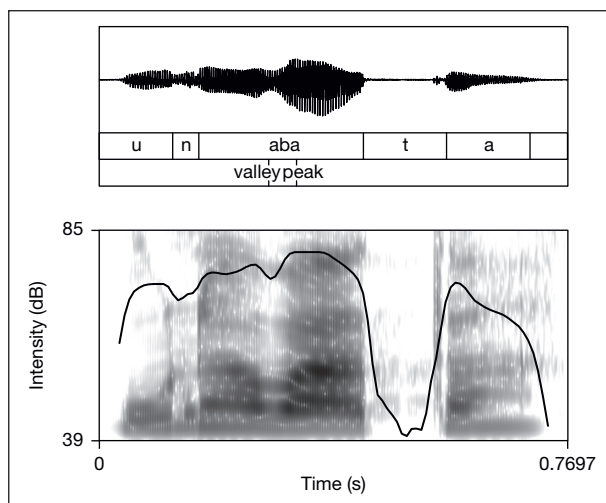 u n aba t a
valley peak
85
Intensity (dB)
39
0 0.7697
Time (s)